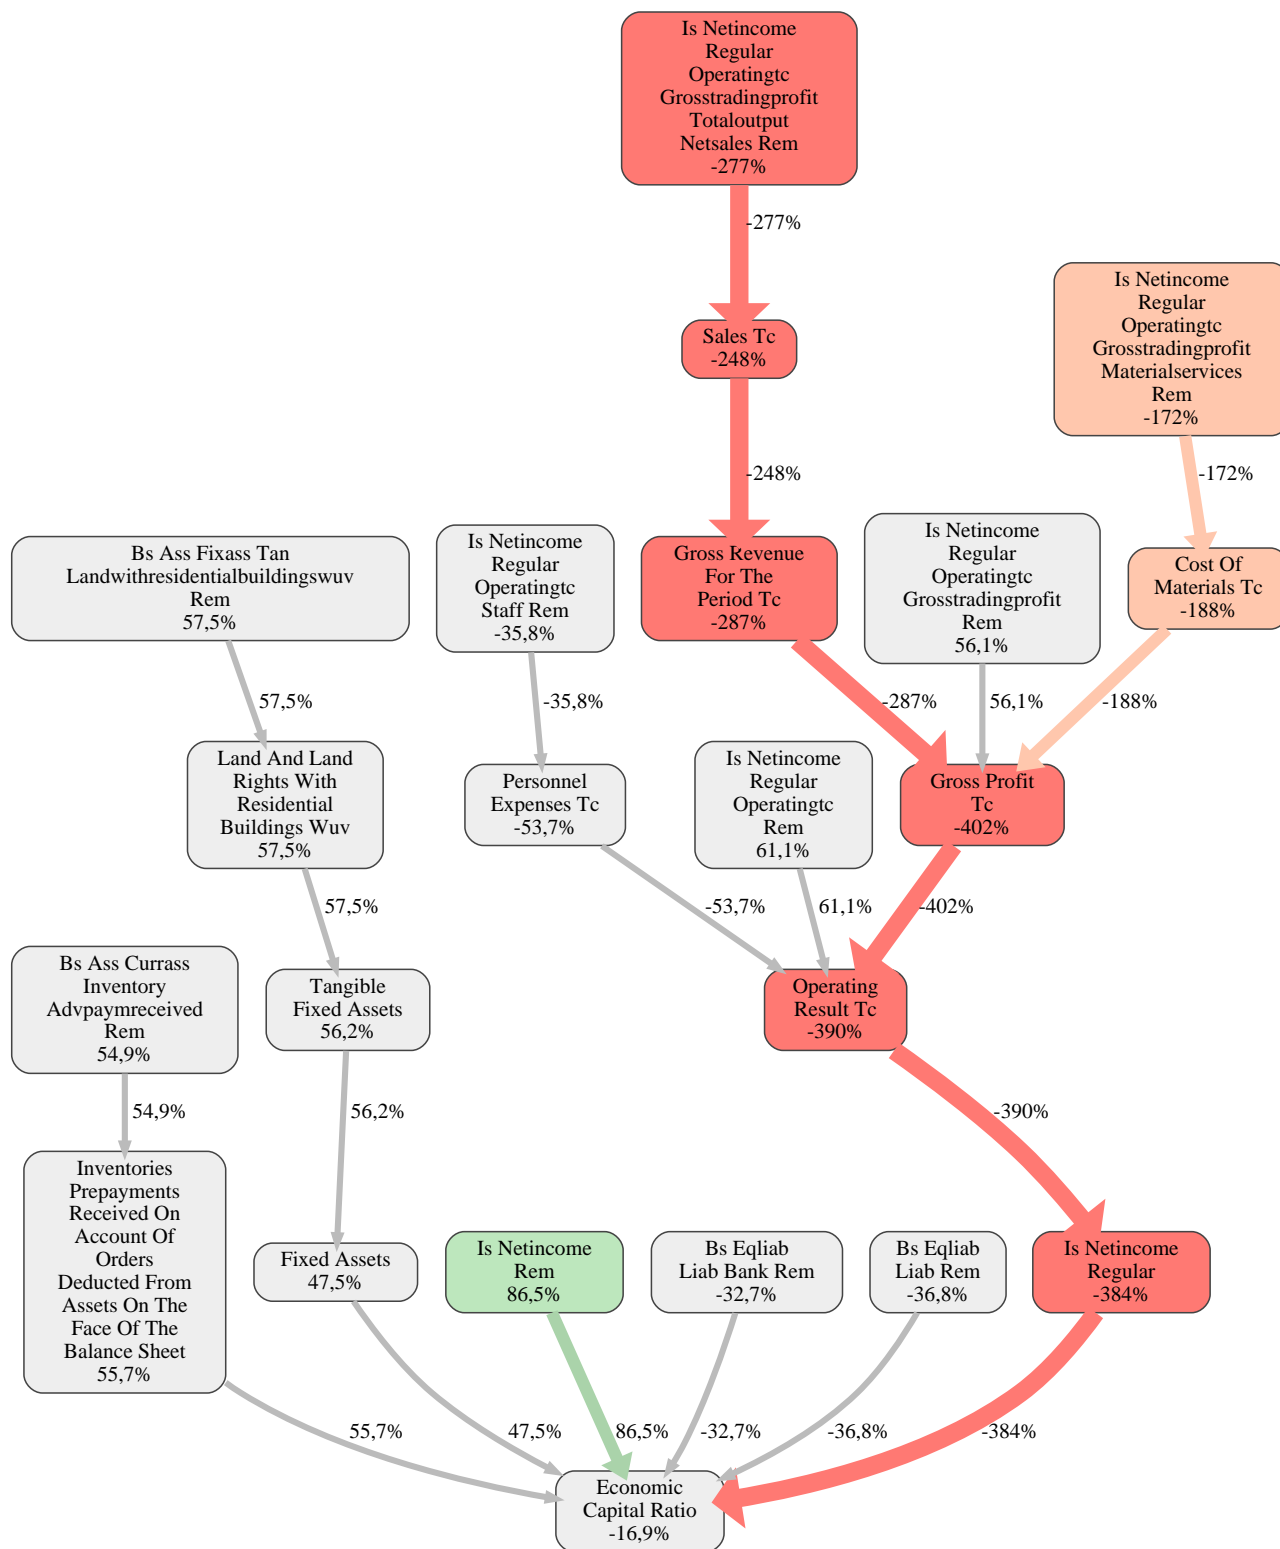 Is Netincome
Regular
Operatingtc
Grosstradingprofit
Totaloutput
Netsales Rem
-277%
-277%
Is Netincome
Regular
Operatingtc
Grosstradingprofit
Materialservices
Rem
-172%
Sales Tc
-248%
-248%
-172%
Bs Ass Fixass Tan
Landwithresidentialbuildingswuv
Rem
57,5%
Is Netincome
Regular
Operatingtc
Staff Rem
-35,8%
Gross Revenue
For The
Period Tc
-287%
Is Netincome
Regular
Operatingtc
Grosstradingprofit
Rem
56,1%
Cost Of
Materials Tc
-188%
57,5%
-35,8%
-287%
56,1%
-188%
Land And Land
Rights With
Residential
Buildings Wuv
57,5%
Personnel
Expenses Tc
-53,7%
Is Netincome
Regular
Operatingtc
Rem
61,1%
Gross Profit
Tc
-402%
57,5%
-53,7%
61,1%
-402%
Bs Ass Currass
Inventory
Advpaymreceived
Rem
54,9%
Tangible
Fixed Assets
56,2%
Operating
Result Tc
-390%
54,9%
56,2%
-390%
Inventories
Prepayments
Received On
Account Of
Orders
Deducted From
Assets On The
Face Of The
Balance Sheet
55,7%
Fixed Assets
47,5%
Is Netincome
Rem
86,5%
Bs Eqliab
Liab Bank Rem
-32,7%
Bs Eqliab
Liab Rem
-36,8%
Is Netincome
Regular
-384%
55,7%
47,5%
86,5%
-32,7%
-36,8%
-384%
Economic
Capital Ratio
-16,9%